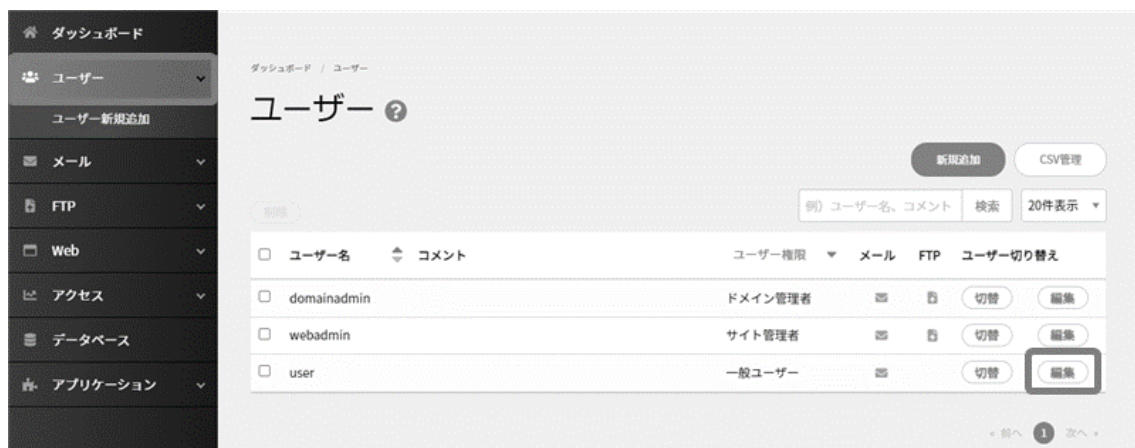 ダッシュボード
ユーザー
ユーザー新規追加
メール
FTP
Web
アクセス
データベース
アプリケーション
ダッシュボード / ユーザー
ユーザー ?
新規追加 CSV管理
削除 例）ユーザー名、コメント 検索 20件表示
ユーザー名 コメント ユーザー権限 メール FTP ユーザー切り替え
domainadmin ドメイン管理者 切替 編集
webadmin サイト管理者 切替 編集
user 一般ユーザー 切替 編集
« 前へ 1 次へ »